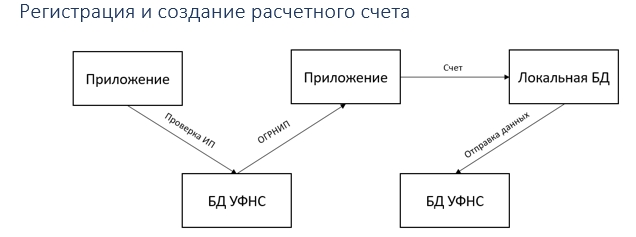 Регистрация и создание расчетного счета
Приложение
Проверка ИП
БД УФНС
ОГРНИП
Приложение
Счет
Локальная БД
Отправка данных
БД УФНС